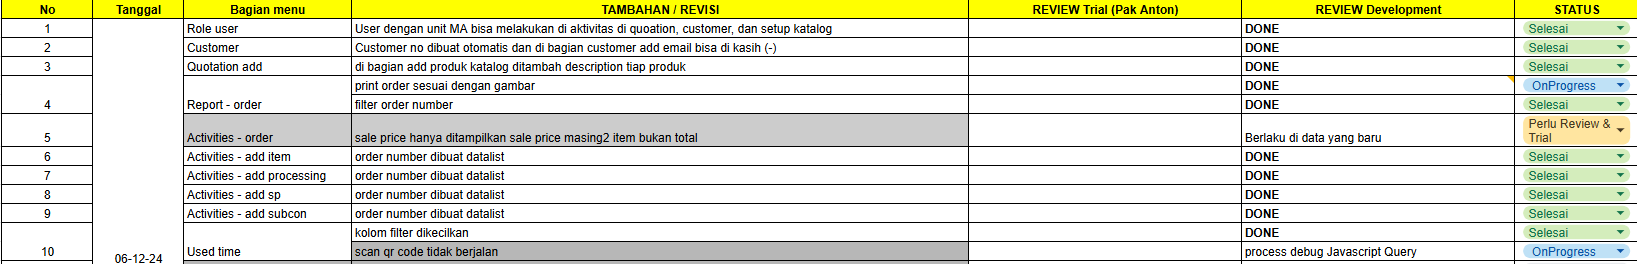 No Tanggal Bagian menu TAMBAHAN / REVISI REVIEW Trial (Pak Anton) REVIEW Development STATUS
1 Role user User dengan unit MA bisa melakukan di aktivitas di quoation, customer, dan setup katalog DONE Selesai
2 Customer Customer no dibuat otomatis dan di bagian customer add email bisa di kasih (-) DONE Selesai
3 Quotation add di bagian add produk katalog ditambah description tiap produk DONE Selesai
print order sesuai dengan gambar DONE OnProgress
4 Report - order filter order number DONE Selesai
5 Activities - order sale price hanya ditampilkan sale price masing2 item bukan total Berlaku di data yang baru Perlu Review &
Trial
6 Activities - add item order number dibuat datalist DONE Selesai
7 Activities - add processing order number dibuat datalist DONE Selesai
8 Activities - add sp order number dibuat datalist DONE Selesai
9 Activities - add subcon order number dibuat datalist DONE Selesai
kolom filter dikecilkan DONE Selesai
10 Used time scan qr code tidak berjalan process debug Javascript Query OnProgress
06-12-24